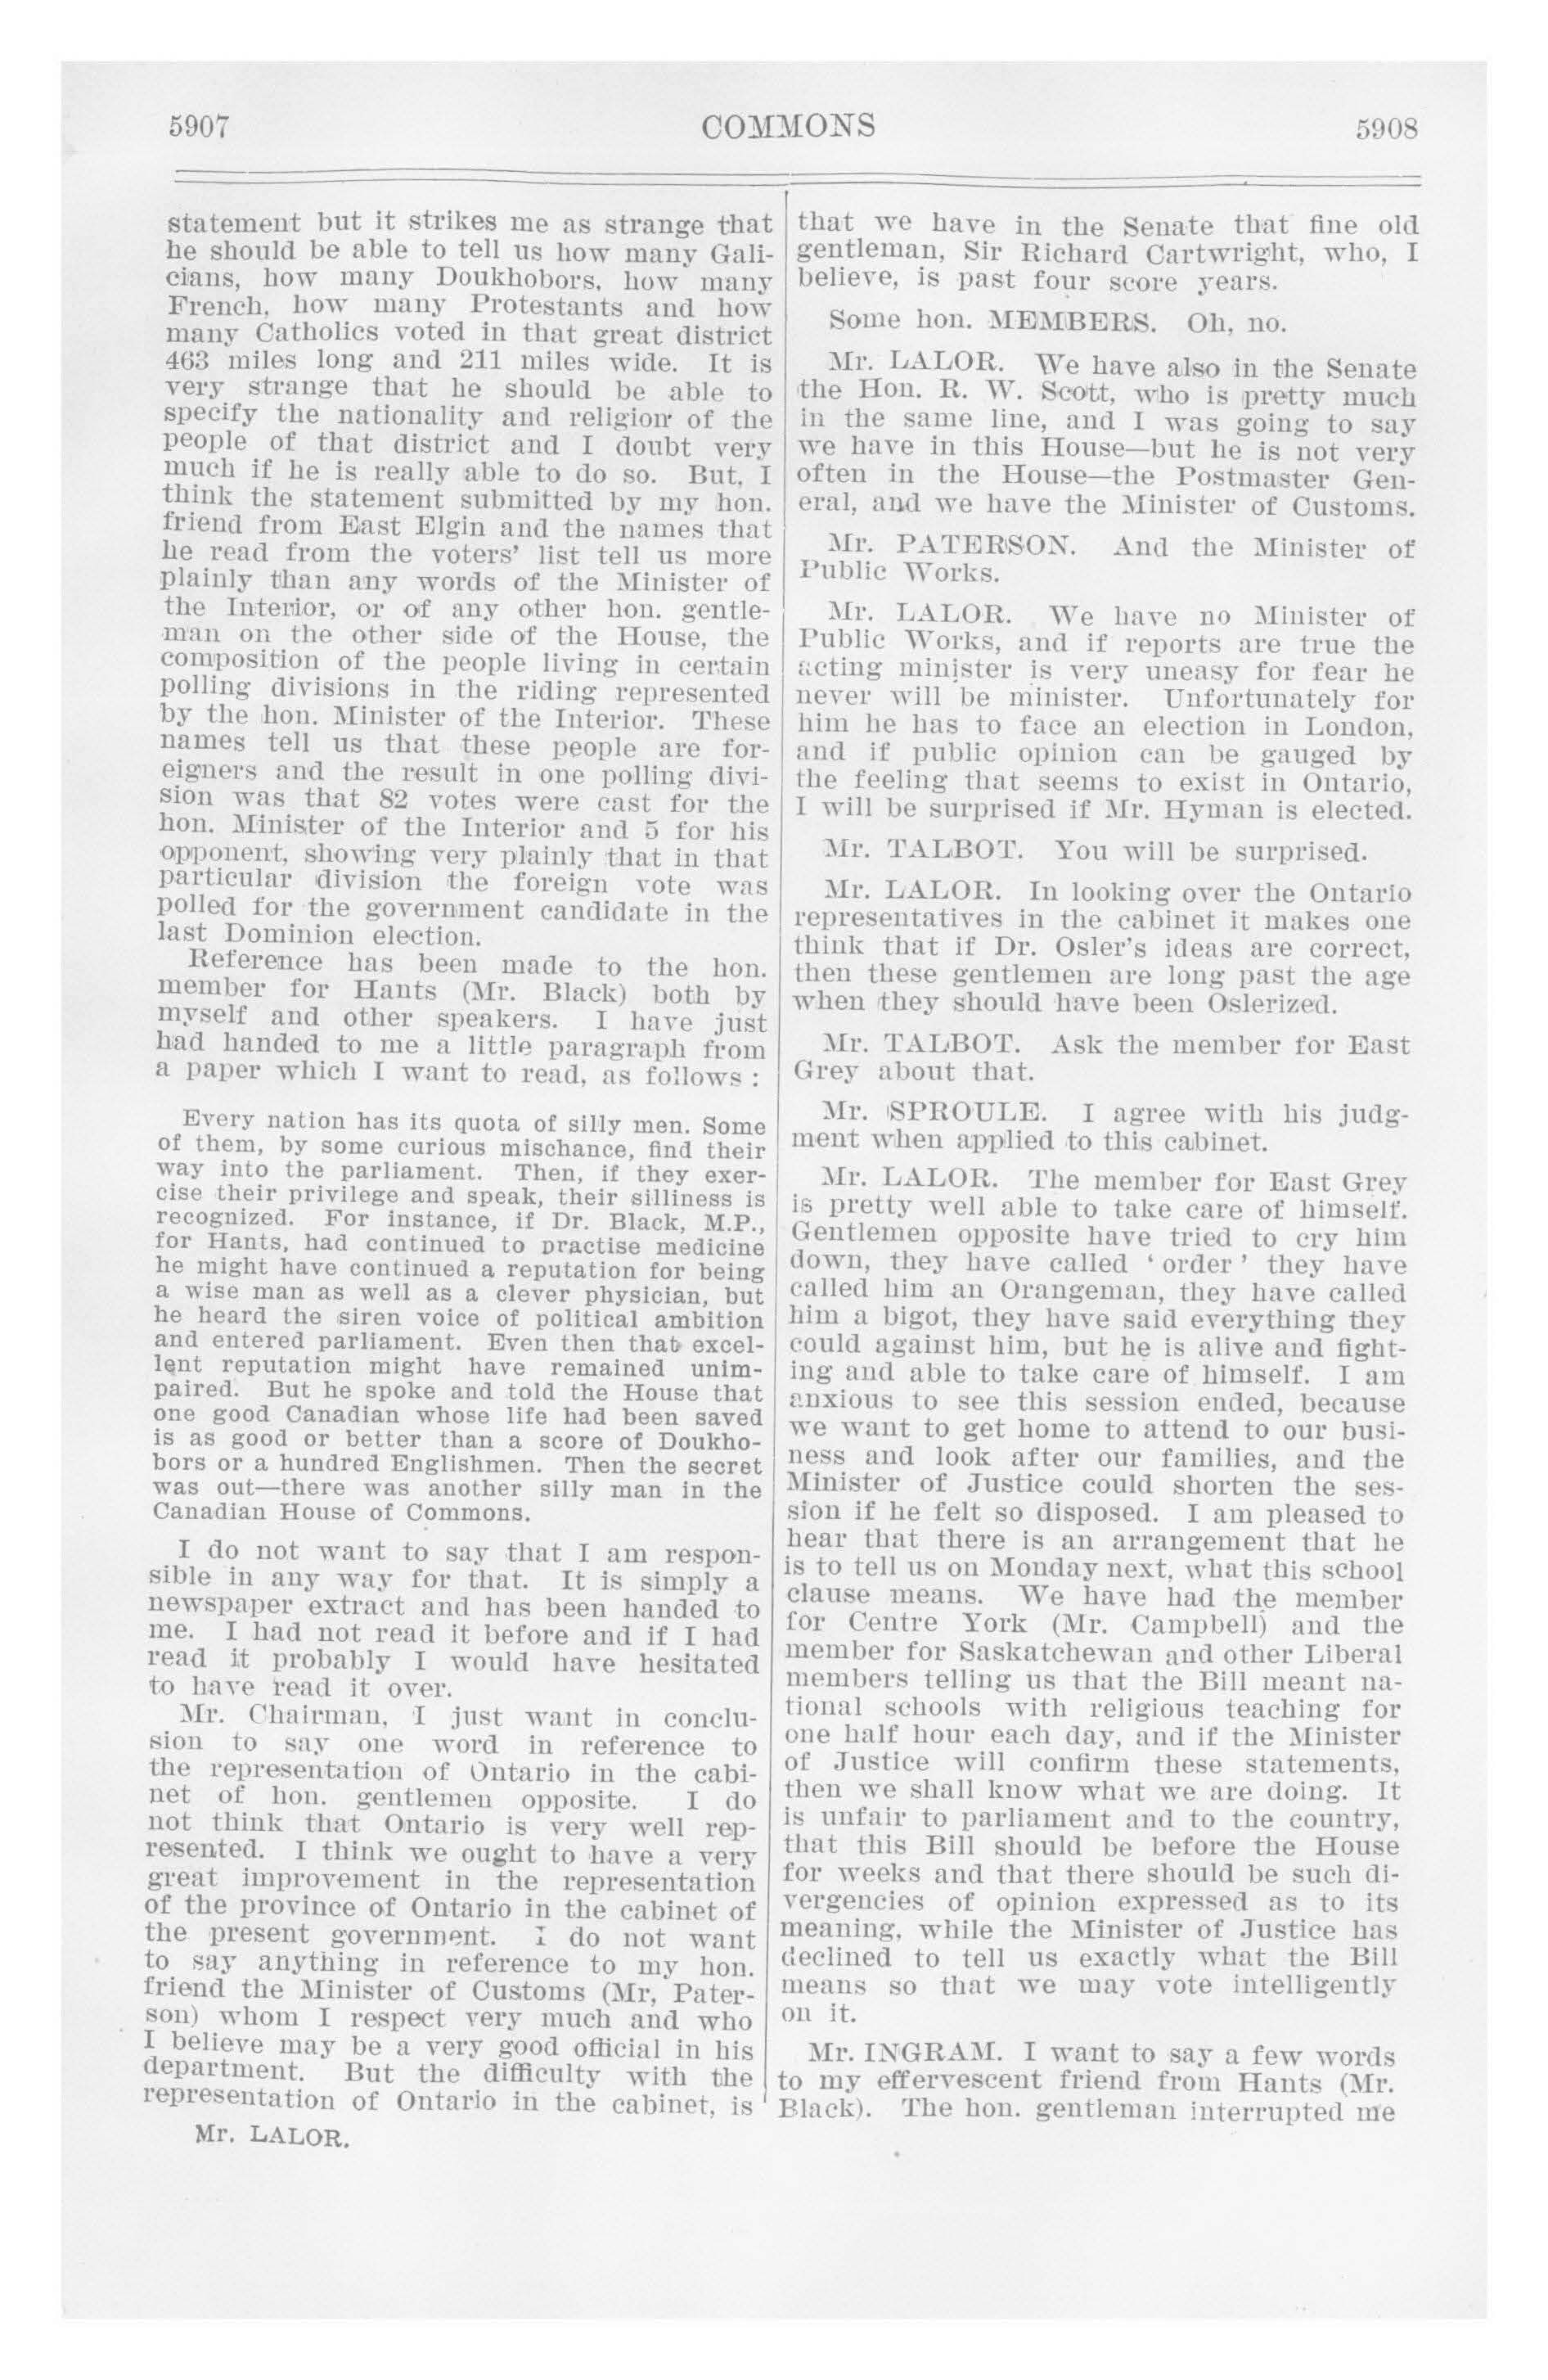 5907
COMMONS
5908
statement but it strikes me as strange that
he should be able to tell us how many Gali-
cians, how many Doukhobors, how many
French, how many Protestants and how
many Catholics voted in that great district
463 miles long and 211 miles wide. It is
very strange that he should be able to
specify the nationality and religion of the
people of that district and I doubt very
much if he is really able to do so. But, I
think the statement submitted by my hon.
friend from East Elgin and the names that
he read from the voters' list tell us more
plainly than any words of the Minister of
the Interior, or of any other hon. gentle-
man on the other side of the House, the
composition of the people living in certain
polling divisions in the riding represented
by the hon. Minister of the Interior. These
names tell us that these people are for-
eigners and the result in one polling divi-
sion was that 82 votes were cast for the
hon. Minister of the Interior and 5 for his
opponent, showing very plainly that in that
particular division the foreign vote was
polled for the government candidate in the
last Dominion election.
Reference has been made to the hon.
member for Hants (Mr. Black) both by
myself and other speakers. I have just
had handed to me a little paragraph from
a paper which I want to read, as follows :
Every nation has its quota of silly men. Some
of them, by some curious mischance, find their
way into the parliament. Then, if they exer-
cise their privilege and speak, their silliness is
recognized. For instance, if Dr. Black, M.P.,
for Hants, had continued to practise medicine
he might have continued a reputation for being
a wise man as well as a clever physician, but
he heard the siren voice of political ambition
and entered parliament. Even then that excel-
lent reputation might have remained unim-
paired. But he spoke and told the House that
one good Canadian whose life had been saved
is as good or better than a score of Doukho-
bors or a hundred Englishmen. Then the secret
was out—there was another silly man in the
Canadian House of Commons.
I do not want to say that I am respon-
sible in any way for that. It is simply a
newspaper extract and has been handed to
me. I had not read it before and if I had
read it probably I would have hesitated
to have read it over.
Mr. Chairman, I just want in conclu-
sion to say one word in reference to
the representation of Ontario in the cabi-
net of hon. gentlemen opposite. I do
not think that Ontario is very well rep-
resented. I think we ought to have a very
great improvement in the representation
of the province of Ontario in the cabinet of
the present government. I do not want
to say anything in reference to my hon.
friend the Minister of Customs (Mr, Pater-
son) whom I respect very much and who
I believe may be a very good official in his
department. But the difficulty with the
representation of Ontario in the cabinet, is
Mr. LALOR.
that we have in the Senate that fine old
gentleman, Sir Richard Cartwright, who, I
believe, is past four score years.
Some hon. MEMBERS. Oh, no.
Mr. LALOR. We have also in the Senate
the Hon. R. W. Scott, who is pretty much
in the same line, and I was going to say
we have in this House—but he is not very
often in the House—the Postmaster Gen-
eral, and we have the Minister of Customs.
Mr. PATERSON. And the Minister of
Public Works.
Mr. LALOR. We have no Minister of
Public Works, and if reports are true the
acting minister is very uneasy for fear he
never will be minister. Unfortunately for
him he has to face an election in London,
and if public opinion can be gauged by
the feeling that seems to exist in Ontario,
I will be surprised if Mr. Hyman is elected.
Mr. TALBOT. You will be surprised.
Mr. LALOR. In looking over the Ontario
representatives in the cabinet it makes one
think that if Dr. Osler's ideas are correct,
then these gentlemen are long past the age
when they should have been Oslerized.
Mr. TALBOT. Ask the member for East
Grey about that.
Mr. SPROULE. I agree with his judg-
ment when applied to this cabinet.
Mr. LALOR. The member for East Grey
is pretty well able to take care of himself.
Gentlemen opposite have tried to cry him
down, they have called ' order ' they have
called him an Orangeman, they have called
him a bigot, they have said everything they
could against him, but he is alive and fight-
ing and able to take care of himself. I am
anxious to see this session ended, because
we want to get home to attend to our busi-
ness and look after our families, and the
Minister of Justice could shorten the ses-
sion if he felt so disposed. I am pleased to
hear that there is an arrangement that he
is to tell us on Monday next, what this school
clause means. We have had the member
for Centre York (Mr. Campbell) and the
member for Saskatchewan and other Liberal
members telling us that the Bill meant na-
tional schools with religious teaching for
one half hour each day, and if the Minister
of Justice will confirm these statements,
then we shall know what we are doing. It
is unfair to parliament and to the country,
that this Bill should be before the House
for weeks and that there should be such di-
vergencies of opinion expressed as to its
meaning, while the Minister of Justice has
declined to tell us exactly what the Bill
means so that we may vote intelligently
on it.
Mr. INGRAM. I want to say a few words
to my effervescent friend from Hants (Mr.
Black). The hon. gentleman interrupted me